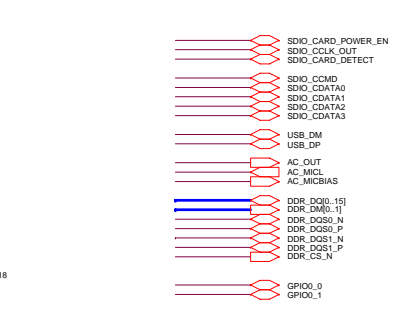 SDIO_CARD_POWER_EN
SDIO_CCLK_OUT
SDIO_CARD_DETECT
SDIO_CCMD
SDIO_CDATA0
SDIO_CDATA1
SDIO_CDATA2
SDIO_CDATA3
USB_DM
USB_DP
AC_OUT
AC_MICL
AC_MICBIAS
DDR_DQ[0..15]
DDR_DM[0..1]
DDR_DQS0_N
DDR_DQS0_P
DDR_DQS1_N
DDR_DQS1_P
DDR_CS_N
18
GPIO0_0
GPIO0_1